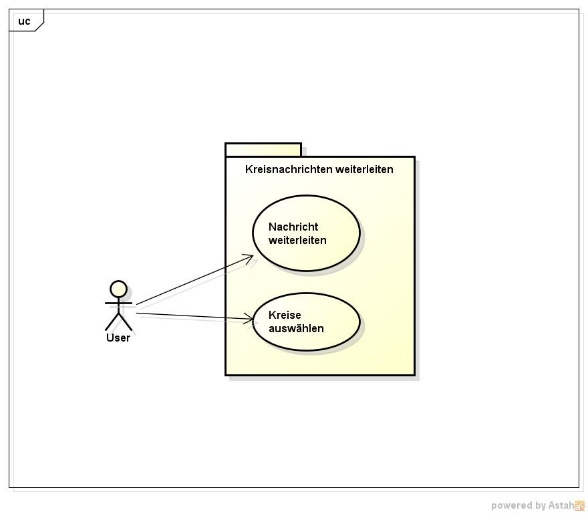 uc
Kreisnachrichten weiterleiten
Nachricht
weiterleiten
Kreise
auswählen
User
powered by Astah